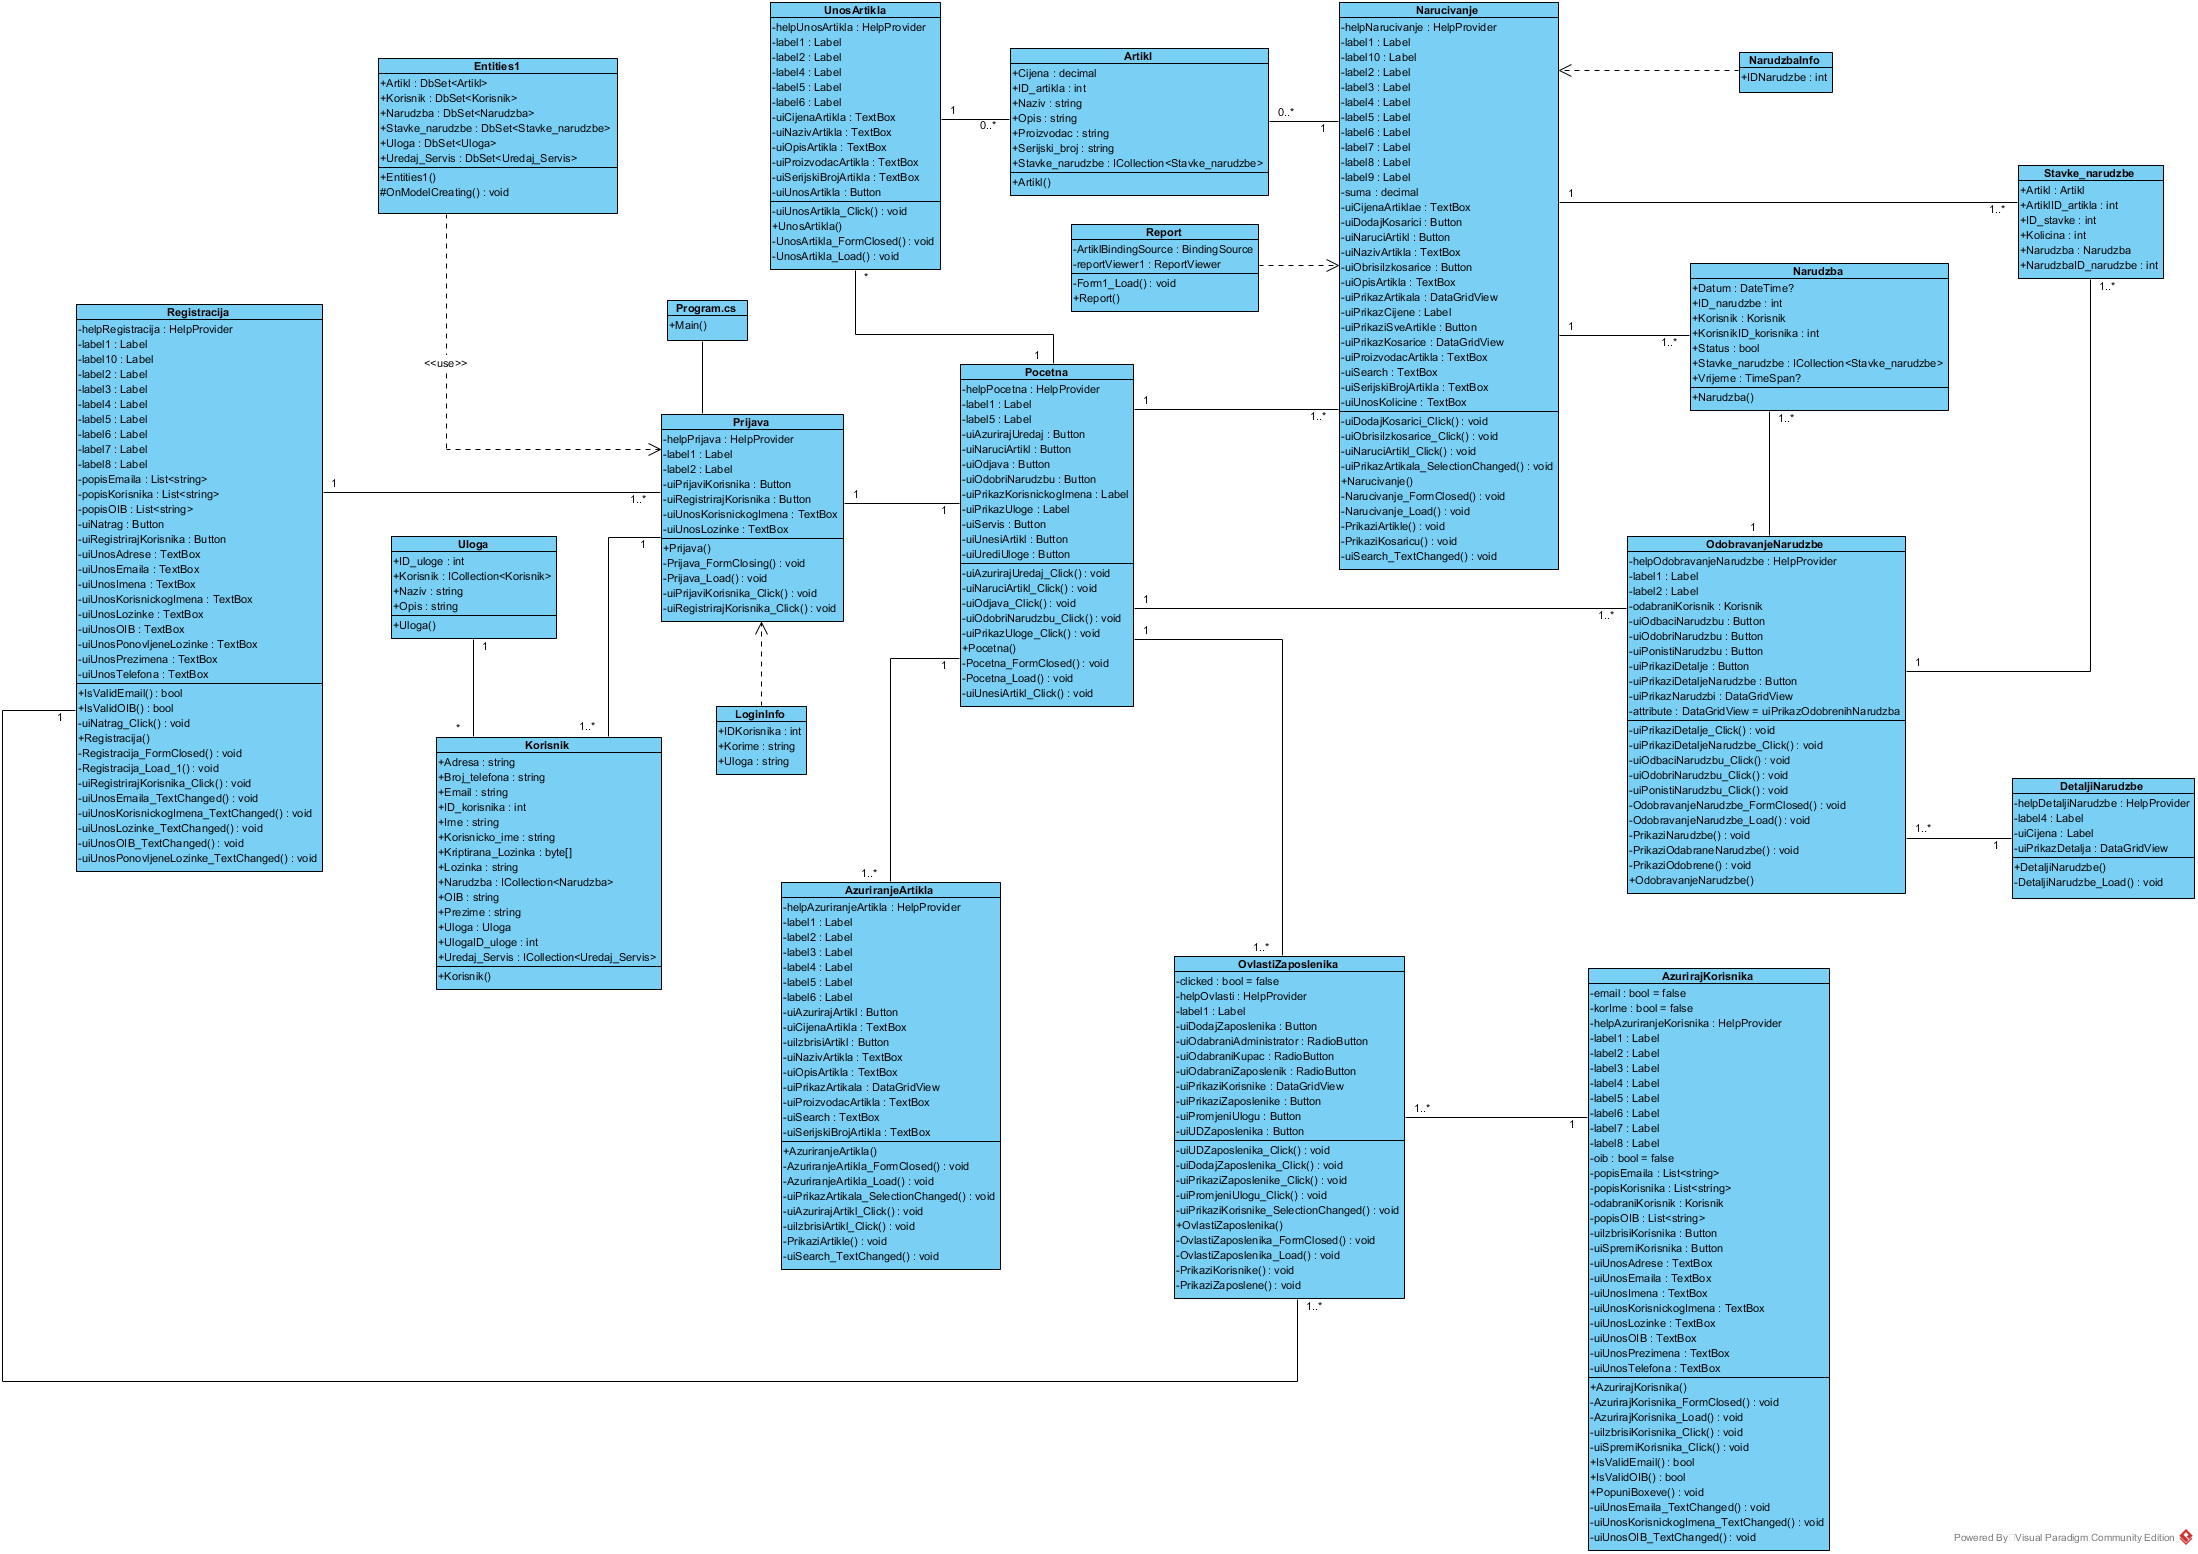 UnosArtikla
-helpUnosArtikla : HelpProvider
-label1 : Label
-label2 : Label
-label4 : Label
-label5 : Label
-label6 : Label
-uiCijenaArtikla : TextBox
-uiNazivArtikla : TextBox
-uiOpisArtikla : TextBox
-uiProizvodacArtikla : TextBox
-uiSerijskiBrojArtikla : TextBox
-uiUnosArtikla : Button
-uiUnosArtikla_Click() : void
+UnosArtikla()
-UnosArtikla_FormClosed() : void
-UnosArtikla_Load() : void
Narucivanje
-helpNarucivanje : HelpProvider
-label1 : Label
-label10 : Label
-label2 : Label
-label3 : Label
-label4 : Label
-label5 : Label
-label6 : Label
-label7 : Label
-label8 : Label
-label9 : Label
-suma : decimal
-uiCijenaArtiklae : TextBox
-uiDodajKosarici : Button
-uiNaruciArtikl : Button
-uiNazivArtikla : TextBox
-uiObrisiIzkosarice : Button
-uiOpisArtikla : TextBox
-uiPrikazArtikala : DataGridView
-uiPrikazCijene : Label
-uiPrikaziSveArtikle : Button
-uiPrikazKosarice : DataGridView
-uiProizvodacArtikla : TextBox
-uiSearch : TextBox
-uiSerijskiBrojArtikla : TextBox
-uiUnosKolicine : TextBox
-uiDodajKosarici_Click() : void
-uiObrisiIzkosarice_Click() : void
-uiNaruciArtikl_Click() : void
-uiPrikazArtikala_SelectionChanged() : void
+Narucivanje()
-Narucivanje_FormClosed() : void
-Narucivanje_Load() : void
-PrikaziArtikle() : void
-PrikaziKosaricu() : void
-uiSearch_TextChanged() : void
Artikl
+Cijena : decimal
+ID_artikla : int
+Naziv : string
+Opis : string
+Proizvodac : string
+Serijski_broj : string
+Stavke_narudzbe : ICollection<Stavke_narudzbe>
+Artikl()
NarudzbaInfo
+IDNarudzbe : int
Entities1
+Artikl : DbSet<Artikl>
+Korisnik : DbSet<Korisnik>
+Narudzba : DbSet<Narudzba>
+Stavke_narudzbe : DbSet<Stavke_narudzbe>
+Uloga : DbSet<Uloga>
+Uredaj_Servis : DbSet<Uredaj_Servis>
+Entities1()
#OnModelCreating() : void
1
0..*
0..*
1
Stavke_narudzbe
+Artikl : Artikl
+ArtiklID_artikla : int
+ID_stavke : int
+Kolicina : int
+Narudzba : Narudzba
+NarudzbaID_narudzbe : int
1
1..*
Report
-ArtiklBindingSource : BindingSource
-reportViewer1 : ReportViewer
-Form1_Load() : void
+Report()
Narudzba
+Datum : DateTime?
+ID_narudzbe : int
+Korisnik : Korisnik
+KorisnikID_korisnika : int
+Status : bool
+Stavke_narudzbe : ICollection<Stavke_narudzbe>
+Vrijeme : TimeSpan?
+Narudzba()
*
1..*
1
1..*
Registracija
-helpRegistracija : HelpProvider
-label1 : Label
-label10 : Label
-label2 : Label
-label3 : Label
-label4 : Label
-label5 : Label
-label6 : Label
-label7 : Label
-label8 : Label
-popisEmaila : List<string>
-popisKorisnika : List<string>
-popisOIB : List<string>
-uiNatrag : Button
-uiRegistrirajKorisnika : Button
-uiUnosAdrese : TextBox
-uiUnosEmaila : TextBox
-uiUnosImena : TextBox
-uiUnosKorisnickogImena : TextBox
-uiUnosLozinke : TextBox
-uiUnosOIB : TextBox
-uiUnosPonovljeneLozinke : TextBox
-uiUnosPrezimena : TextBox
-uiUnosTelefona : TextBox
+IsValidEmail() : bool
+IsValidOIB() : bool
-uiNatrag_Click() : void
+Registracija()
-Registracija_FormClosed() : void
-Registracija_Load_1() : void
-uiRegistrirajKorisnika_Click() : void
-uiUnosEmaila_TextChanged() : void
-uiUnosKorisnickogImena_TextChanged() : void
-uiUnosLozinke_TextChanged() : void
-uiUnosOIB_TextChanged() : void
-uiUnosPonovljeneLozinke_TextChanged() : void
Program.cs
+Main()
<<use>>
1
Pocetna
-helpPocetna : HelpProvider
-label1 : Label
-label5 : Label
-uiAzurirajUredaj : Button
-uiNaruciArtikl : Button
-uiOdjava : Button
-uiOdobriNarudzbu : Button
-uiPrikazKorisnickogImena : Label
-uiPrikazUloge : Label
-uiServis : Button
-uiUnesiArtikl : Button
-uiUrediUloge : Button
-uiAzurirajUredaj_Click() : void
-uiNaruciArtikl_Click() : void
-uiOdjava_Click() : void
-uiOdobriNarudzbu_Click() : void
-uiPrikazUloge_Click() : void
+Pocetna()
-Pocetna_FormClosed() : void
-Pocetna_Load() : void
-uiUnesiArtikl_Click() : void
1
1..*
Prijava
-helpPrijava : HelpProvider
-label1 : Label
-label2 : Label
-uiPrijaviKorisnika : Button
-uiRegistrirajKorisnika : Button
-uiUnosKorisnickogImena : TextBox
-uiUnosLozinke : TextBox
+Prijava()
-Prijava_FormClosing() : void
-Prijava_Load() : void
-uiPrijaviKorisnika_Click() : void
-uiRegistrirajKorisnika_Click() : void
1..*
1
1..*
1
1
1
Uloga
+ID_uloge : int
+Korisnik : ICollection<Korisnik>
+Naziv : string
+Opis : string
+Uloga()
1
1
OdobravanjeNarudzbe
-helpOdobravanjeNarudzbe : HelpProvider
-label1 : Label
-label2 : Label
-odabraniKorisnik : Korisnik
-uiOdbaciNarudzbu : Button
-uiOdobriNarudzbu : Button
-uiPonistiNarudzbu : Button
-uiPrikaziDetalje : Button
-uiPrikaziDetaljeNarudzbe : Button
-uiPrikazNarudzbi : DataGridView
-attribute : DataGridView = uiPrikazOdobrenihNarudzba
-uiPrikaziDetalje_Click() : void
-uiPrikaziDetaljeNarudzbe_Click() : void
-uiOdbaciNarudzbu_Click() : void
-uiOdobriNarudzbu_Click() : void
-uiPonistiNarudzbu_Click() : void
-OdobravanjeNarudzbe_FormClosed() : void
-OdobravanjeNarudzbe_Load() : void
-PrikaziNarudzbe() : void
-PrikaziOdabraneNarudzbe() : void
-PrikaziOdobrene() : void
+OdobravanjeNarudzbe()
1
1..*
1
1
1
1
LoginInfo
+IDKorisnika : int
+Korime : string
+Uloga : string
1
*
1..*
Korisnik
+Adresa : string
+Broj_telefona : string
+Email : string
+ID_korisnika : int
+Ime : string
+Korisnicko_ime : string
+Kriptirana_Lozinka : byte[]
+Lozinka : string
+Narudzba : ICollection<Narudzba>
+OIB : string
+Prezime : string
+Uloga : Uloga
+UlogaID_uloge : int
+Uredaj_Servis : ICollection<Uredaj_Servis>
+Korisnik()
DetaljiNarudzbe
-helpDetaljiNarudzbe : HelpProvider
-label4 : Label
-uiCijena : Label
-uiPrikazDetalja : DataGridView
+DetaljiNarudzbe()
-DetaljiNarudzbe_Load() : void
1..*
1
1..*
AzuriranjeArtikla
-helpAzuriranjeArtikla : HelpProvider
-label1 : Label
-label2 : Label
-label3 : Label
-label4 : Label
-label5 : Label
-label6 : Label
-uiAzurirajArtikl : Button
-uiCijenaArtikla : TextBox
-uiIzbrisiArtikl : Button
-uiNazivArtikla : TextBox
-uiOpisArtikla : TextBox
-uiPrikazArtikala : DataGridView
-uiProizvodacArtikla : TextBox
-uiSearch : TextBox
-uiSerijskiBrojArtikla : TextBox
+AzuriranjeArtikla()
-AzuriranjeArtikla_FormClosed() : void
-AzuriranjeArtikla_Load() : void
-uiPrikazArtikala_SelectionChanged() : void
-uiAzurirajArtikl_Click() : void
-uiIzbrisiArtikl_Click() : void
-PrikaziArtikle() : void
-uiSearch_TextChanged() : void
1..*
OvlastiZaposlenika
-clicked : bool = false
-helpOvlasti : HelpProvider
-label1 : Label
-uiDodajZaposlenika : Button
-uiOdabraniAdministrator : RadioButton
-uiOdabraniKupac : RadioButton
-uiOdabraniZaposlenik : RadioButton
-uiPrikaziKorisnike : DataGridView
-uiPrikaziZaposlenike : Button
-uiPromjeniUlogu : Button
-uiUDZaposlenika : Button
-uiUDZaposlenika_Click() : void
-uiDodajZaposlenika_Click() : void
-uiPrikaziZaposlenike_Click() : void
-uiPromjeniUlogu_Click() : void
-uiPrikaziKorisnike_SelectionChanged() : void
+OvlastiZaposlenika()
-OvlastiZaposlenika_FormClosed() : void
-OvlastiZaposlenika_Load() : void
-PrikaziKorisnike() : void
-PrikaziZaposlene() : void
1..*
1..*
1
AzurirajKorisnika
-email : bool = false
-korIme : bool = false
-helpAzuriranjeKorisnika : HelpProvider
-label1 : Label
-label2 : Label
-label3 : Label
-label4 : Label
-label5 : Label
-label6 : Label
-label7 : Label
-label8 : Label
-oib : bool = false
-popisEmaila : List<string>
-popisKorisnika : List<string>
-odabraniKorisnik : Korisnik
-popisOIB : List<string>
-uiIzbrisiKorisnika : Button
-uiSpremiKorisnika : Button
-uiUnosAdrese : TextBox
-uiUnosEmaila : TextBox
-uiUnosImena : TextBox
-uiUnosKorisnickogImena : TextBox
-uiUnosLozinke : TextBox
-uiUnosOIB : TextBox
-uiUnosPrezimena : TextBox
-uiUnosTelefona : TextBox
+AzurirajKorisnika()
-AzurirajKorisnika_FormClosed() : void
-AzurirajKorisnika_Load() : void
-uiIzbrisiKorisnika_Click() : void
-uiSpremiKorisnika_Click() : void
+IsValidEmail() : bool
+IsValidOIB() : bool
+PopuniBoxeve() : void
-uiUnosEmaila_TextChanged() : void
-uiUnosKorisnickogImena_TextChanged() : void
-uiUnosOIB_TextChanged() : void
Powered By Visual Paradigm Community Edition